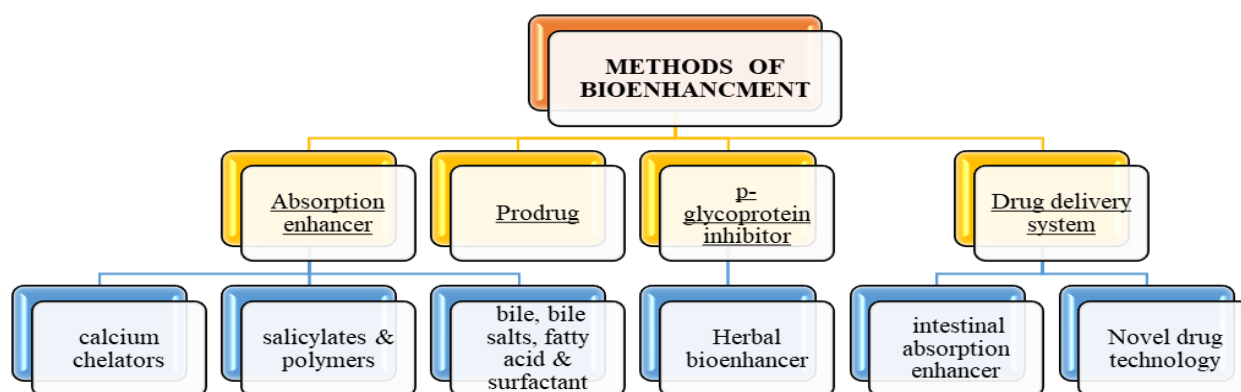 METHODS OF
BIOENHANCMENT
Absorption
enhancer
Prodrug
p-
glycoprotein
inhibitor
Drug delivery
system
calcium
chelators
salicylates &
polymers
bile, bile
salts, fatty
acid &
surfactant
Herbal
bioenhancer
intestinal
absorption
enhancer
Novel drug
technology